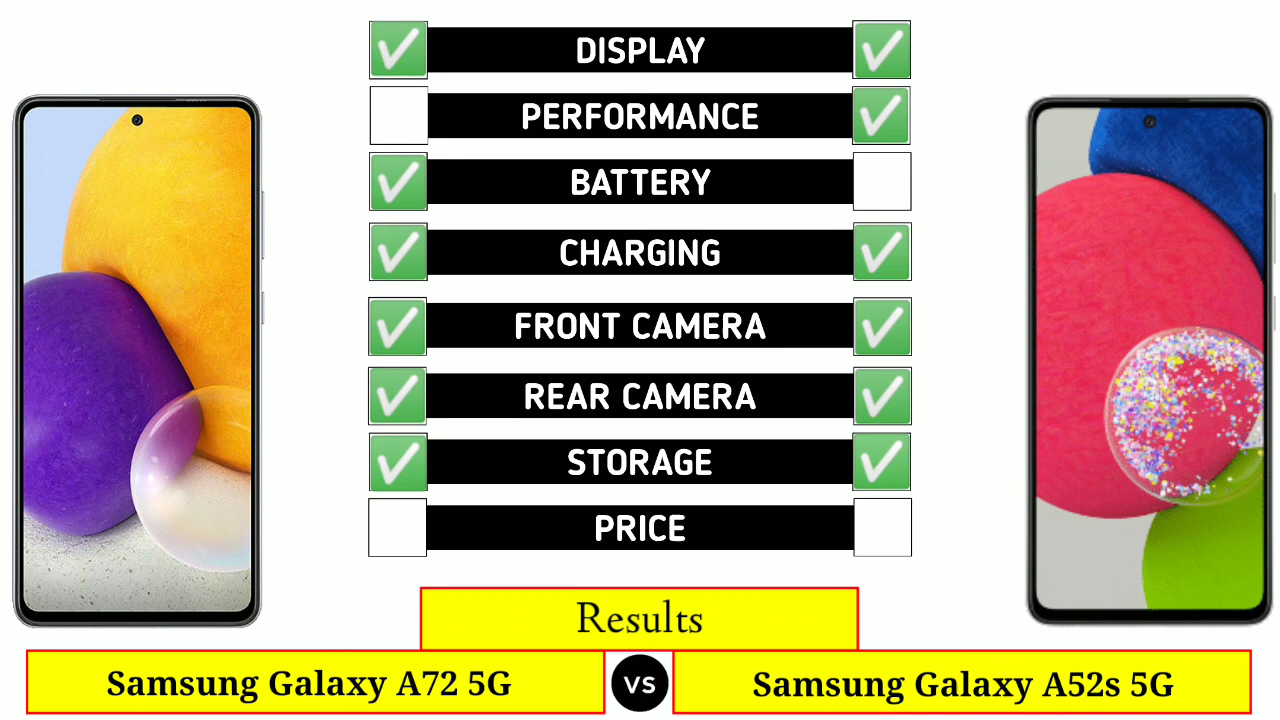 DISPLAY
PERFORMANCE
BATTERY
CHARGING
FRONT CAMERA
REAR CAMERA
STORAGE
PRICE
Results
Samsung Galaxy A72 5G
VS
Samsung Galaxy A52s 5G